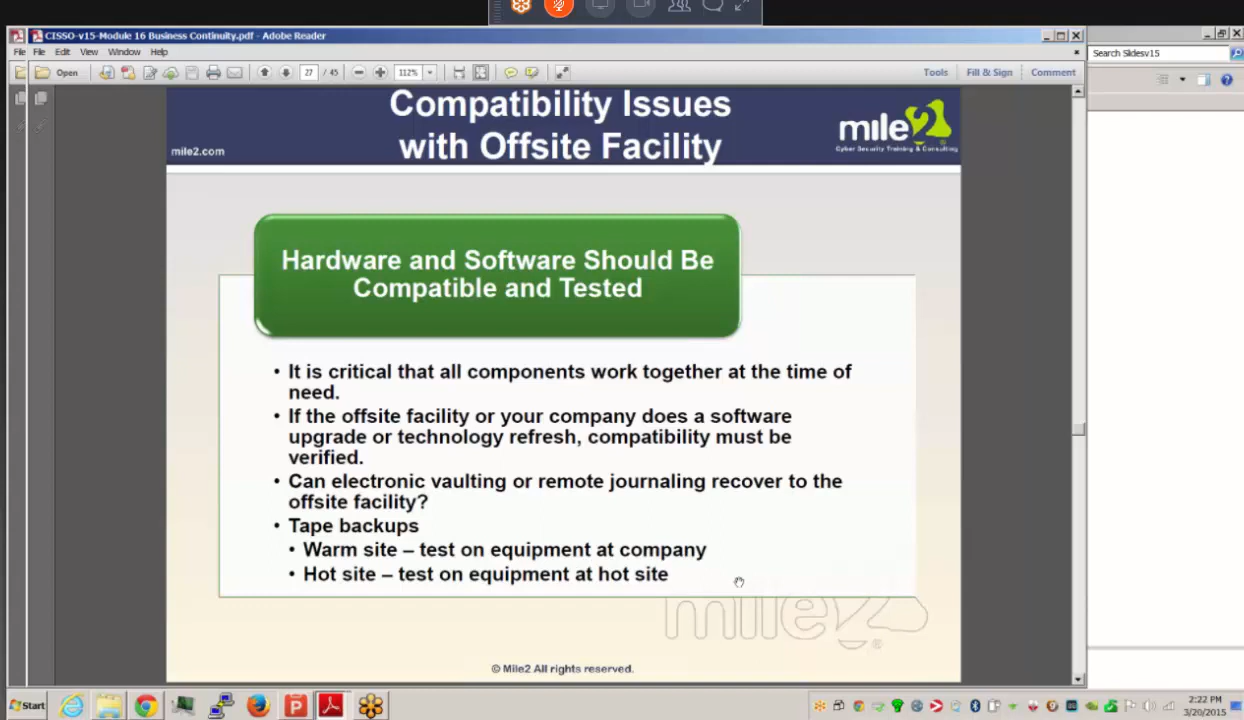 CISSO-v15-Module 16 Business Continuity.pdf - Adobe Reader
File File Edit View Window Help
Search Slidesv15
Open 27 / 45 112% Tools Fill & Sign Comment
Compatibility Issues
with Offsite Facility
mile2.com
mile2
Cyber Security Training & Consulting
Hardware and Software Should Be
Compatible and Tested
• It is critical that all components work together at the time of
need.
• If the offsite facility or your company does a software
upgrade or technology refresh, compatibility must be
verified.
• Can electronic vaulting or remote journaling recover to the
offsite facility?
• Tape backups
• Warm site – test on equipment at company
• Hot site – test on equipment at hot site
mile2
© Mile2 All rights reserved.
Start
2:22 PM
3/20/2015